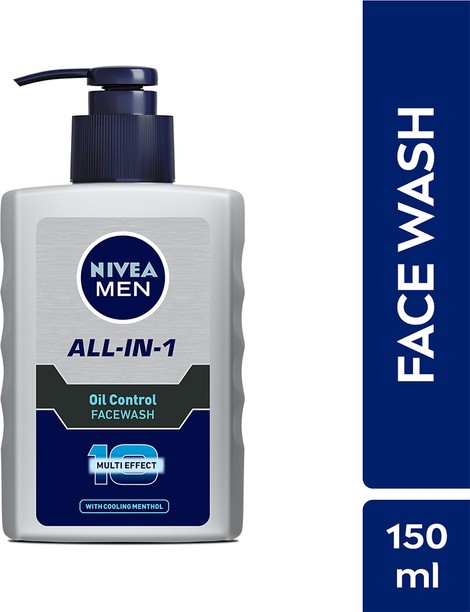 NIVEA
MEN
ALL-IN-1
Oil Control
FACEWASH
10
MULTI EFFECT
WITH COOLING MENTHOL
FACE WASH
150
ml